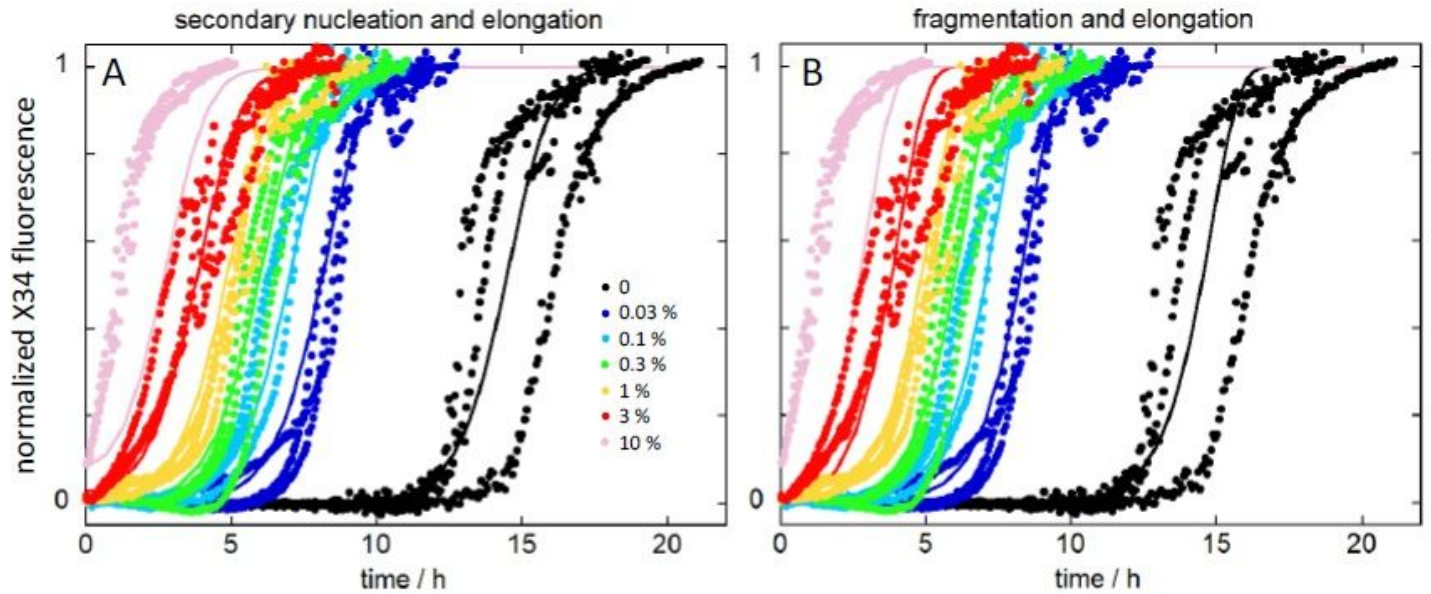 secondary nucleation and elongation
fragmentation and elongation
normalized X34 fluorescence
1
A
0
0
0.03 %
0.1 %
0.3 %
1 %
3 %
10 %
0 5 10 15 20
time / h
1
B
0
0 5 10 15 20
time / h